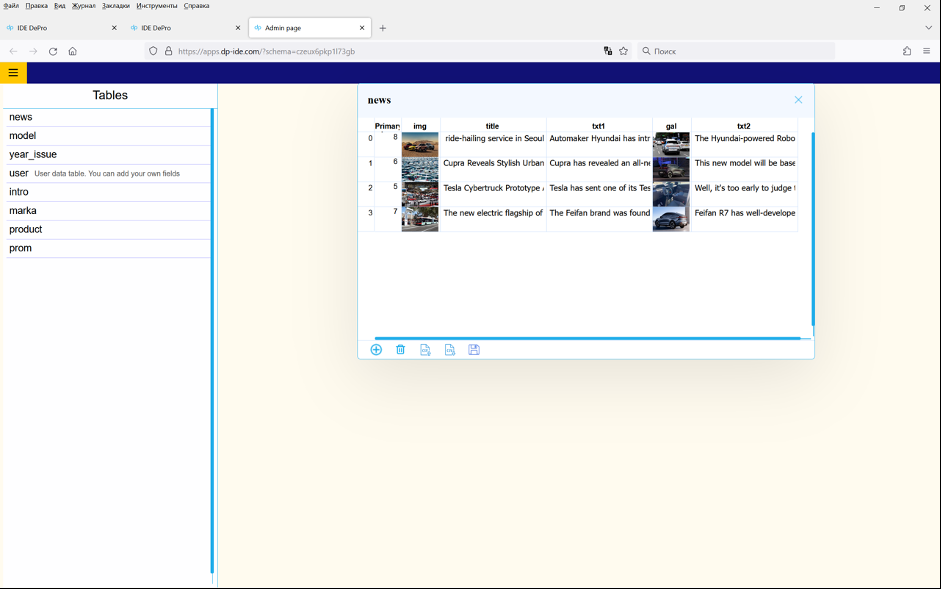 Файл Правка Вид Журнал Закладки Инструменты Справка
IDE DePro
IDE DePro
Admin page
https://apps.dp-ide.com/?schema=czeux6pkp1l73gb
Поиск
Tables
news
model
year_issue
user User data table. You can add your own fields
intro
marka
product
prom
news
Primary img title txt1 gal txt2
0 8 ride-hailing service in Seoul Automaker Hyundai has intr The Hyundai-powered Robo
1 6 Cupra Reveals Stylish Urban Cupra has revealed an all-ne This new model will be base
2 5 Tesla Cybertruck Prototype Tesla has sent one of its Tes Well, it's too early to judge
3 7 The new electric flagship of The Feifan brand was found Feifan R7 has well-develope